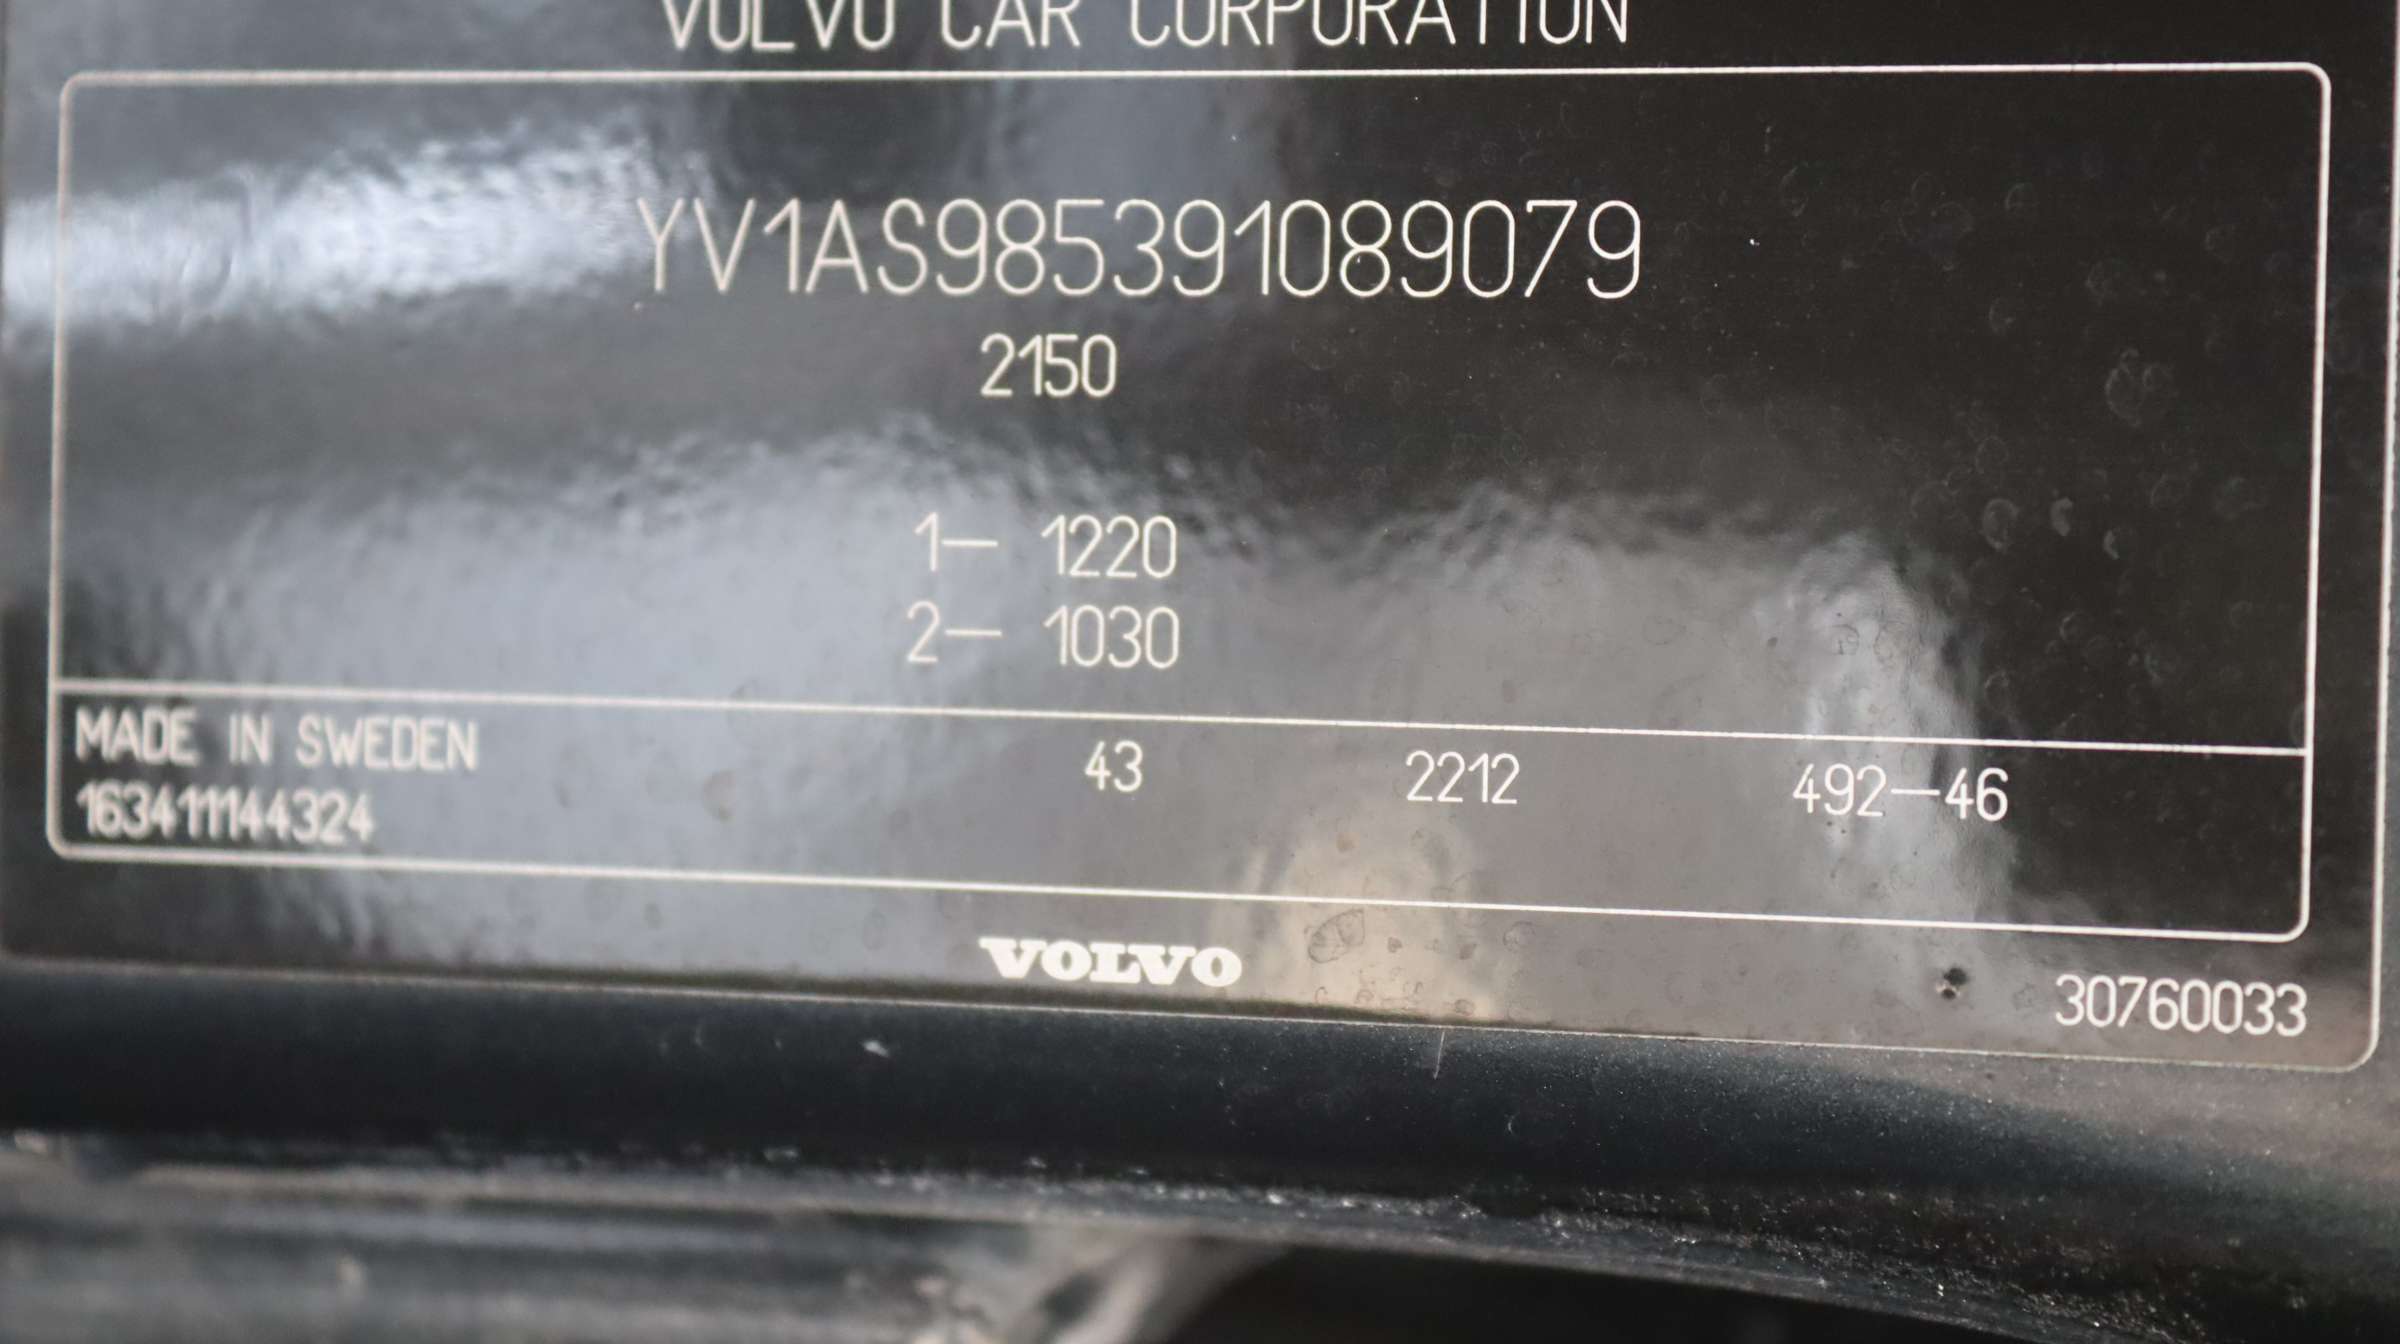 VOLVO CAR CORPORATION
YV1AS985391089079
2150
1— 1220
2— 1030
MADE IN SWEDEN 43 2212 492—46
163411144324
VOLVO
30760033